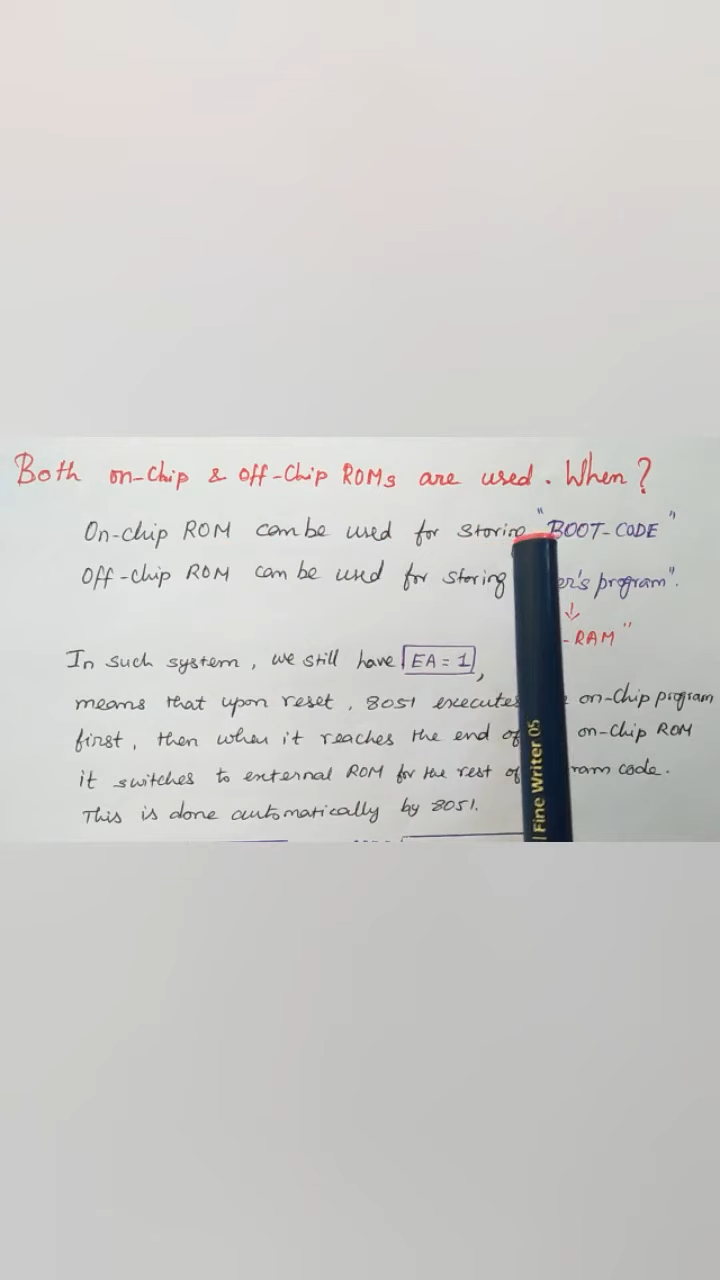 Both on-chip & off-chip ROMs are used. When?
On-chip ROM can be used for storing "BOOT-CODE"
Off-chip ROM can be used for storing program".
-RAM"
In such system, we still have EA = 1,
means that upon reset, 8051 executes on-chip program
first, then when it reaches the end of on-chip ROM
it switches to external ROM for the rest of code.
This is done automatically by 8051.
| Fine Writer 05